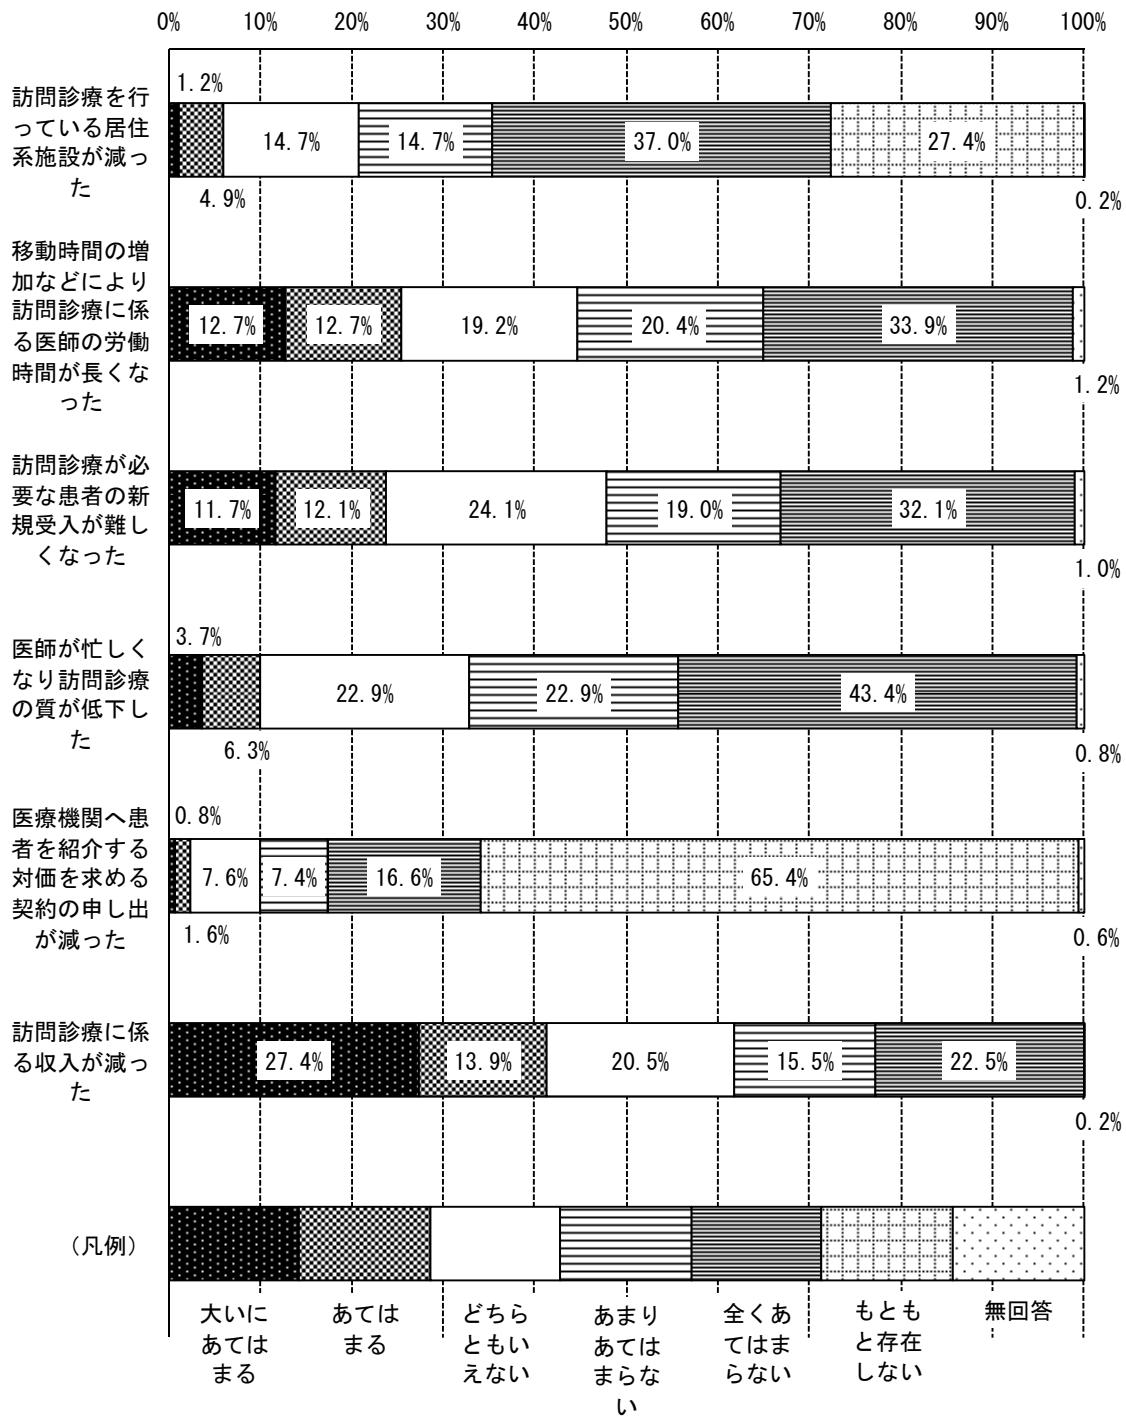 0% 10% 20% 30% 40% 50% 60% 70% 80% 90% 100%
訪問診療を行
っている居住
系施設が減っ
た
1.2%
14.7% 14.7% 37.0% 27.4%
4.9% 0.2%
移動時間の増
加などにより
訪問診療に係
る医師の労働
時間が長くな
った
12.7% 12.7% 19.2% 20.4% 33.9%
1.2%
訪問診療が必
要な患者の新
規受入が難し
くなった
11.7% 12.1% 24.1% 19.0% 32.1%
1.0%
医師が忙しく
なり訪問診療
の質が低下し
た
3.7%
22.9% 22.9% 43.4%
6.3% 0.8%
医療機関へ患
者を紹介する
対価を求める
契約の申し出
が減った
0.8%
7.6% 7.4% 16.6% 65.4%
1.6% 0.6%
訪問診療に係
る収入が減っ
た
27.4% 13.9% 20.5% 15.5% 22.5%
0.2%
（凡例）
大いに
あてはまる
あては
まる
どちら
ともい
えない
あまり
あては
まらな
い
全くあ
てはま
らない
もとも
と存在
しない
無回答